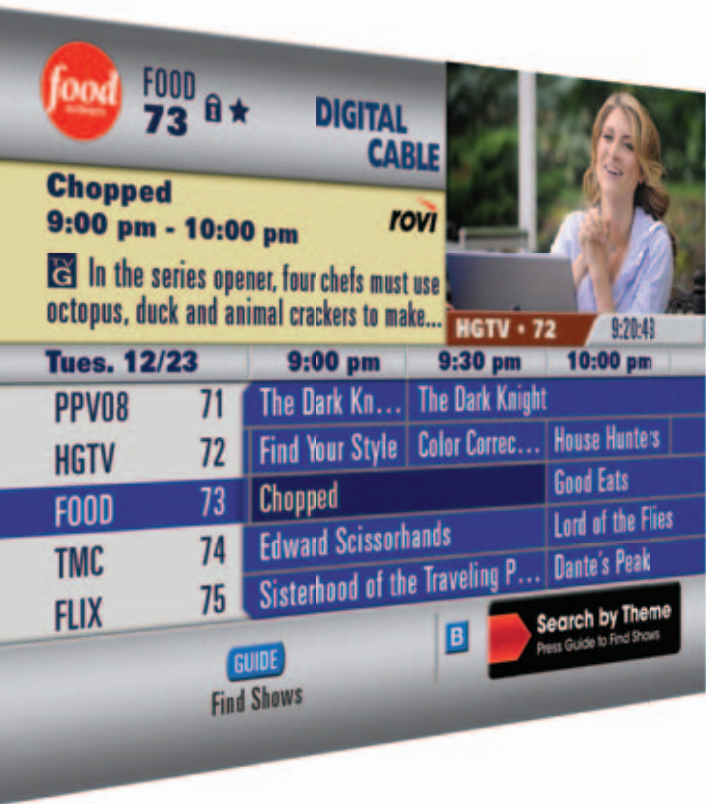 food
FOOD
73
DIGITAL
CABLE
Chopped
9:00 pm - 10:00 pm
rovi
TV
G In the series opener, four chefs must use
octopus, duck and animal crackers to make...
HGTV • 72 9:20:43
Tues. 12/23 9:00 pm 9:30 pm 10:00 pm
PPV08 71 The Dark Kn... The Dark Knight
HGTV 72 Find Your Style Color Correc... House Hunters
FOOD 73 Chopped Good Eats
TMC 74 Edward Scissorhands Lord of the Flies
FLIX 75 Sisterhood of the Traveling P... Dante's Peak
GUIDE
Find Shows
B
Search by Theme
Press Guide to Find Shows